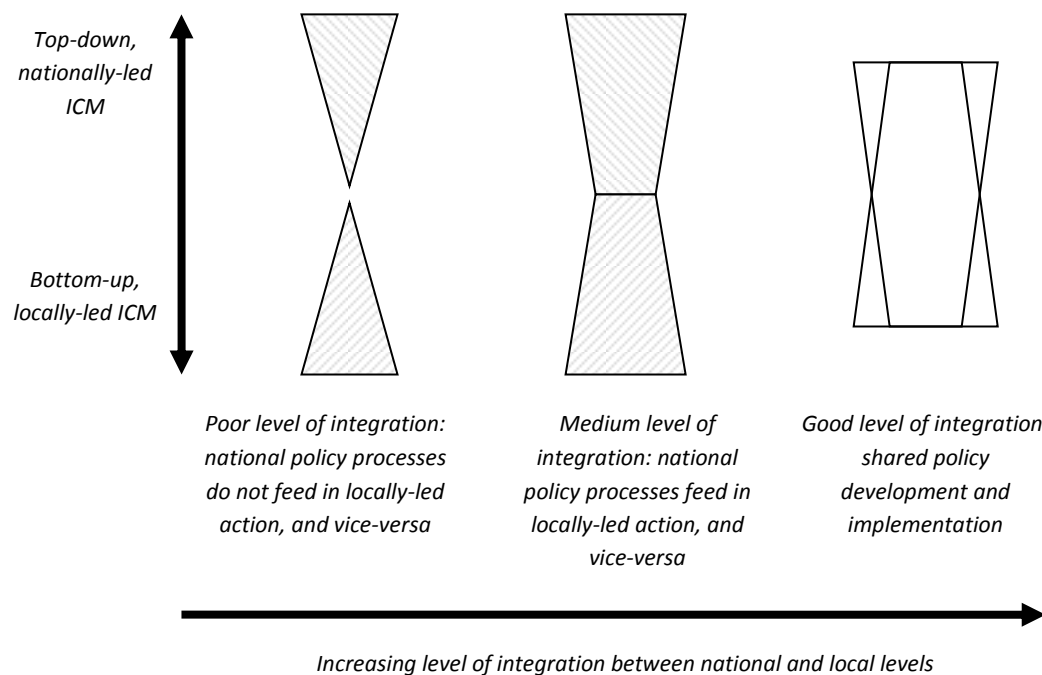 Top-down,
nationally-led
ICM
Bottom-up,
locally-led ICM
Poor level of integration:
national policy processes
do not feed in locally-led
action, and vice-versa
Medium level of
integration: national
policy processes feed in
locally-led action, and
vice-versa
Good level of integration
shared policy
development and
implementation
Increasing level of integration between national and local levels